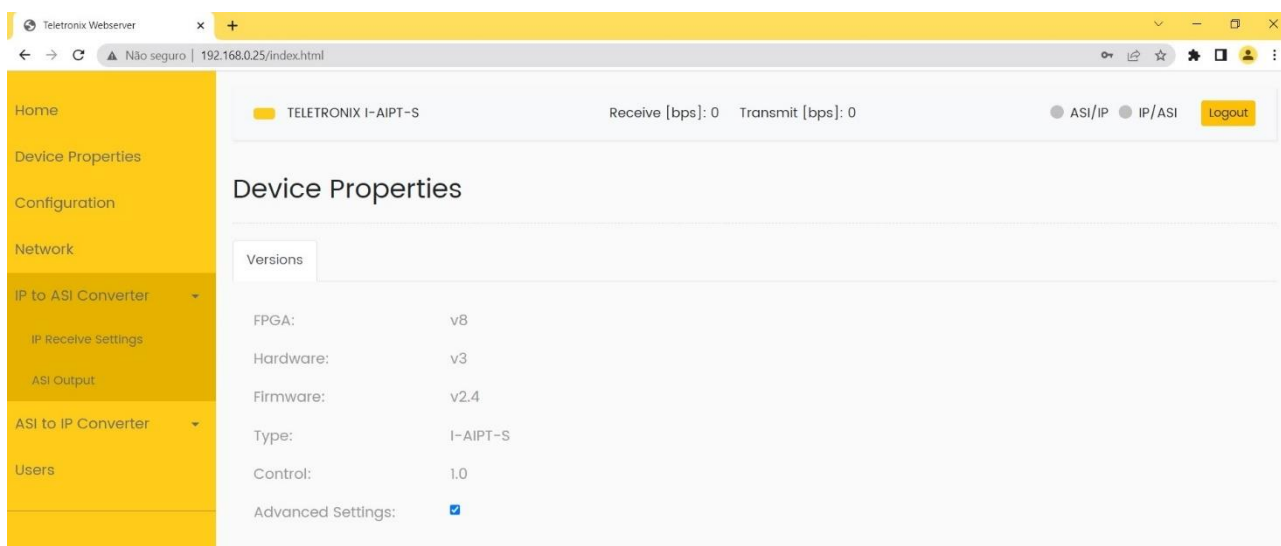 Teletronix Webserver
Não seguro | 192.168.0.25/index.html
Home
Device Properties
Configuration
Network
IP to ASI Converter
IP Receive Settings
ASI Output
ASI to IP Converter
Users
TELETRONIX I-AIPT-S Receive [bps]: 0 Transmit [bps]: 0 ASI/IP IP/ASI Logout
Device Properties
Versions
FPGA: v8
Hardware: v3
Firmware: v2.4
Type: I-AIPT-S
Control: 1.0
Advanced Settings: